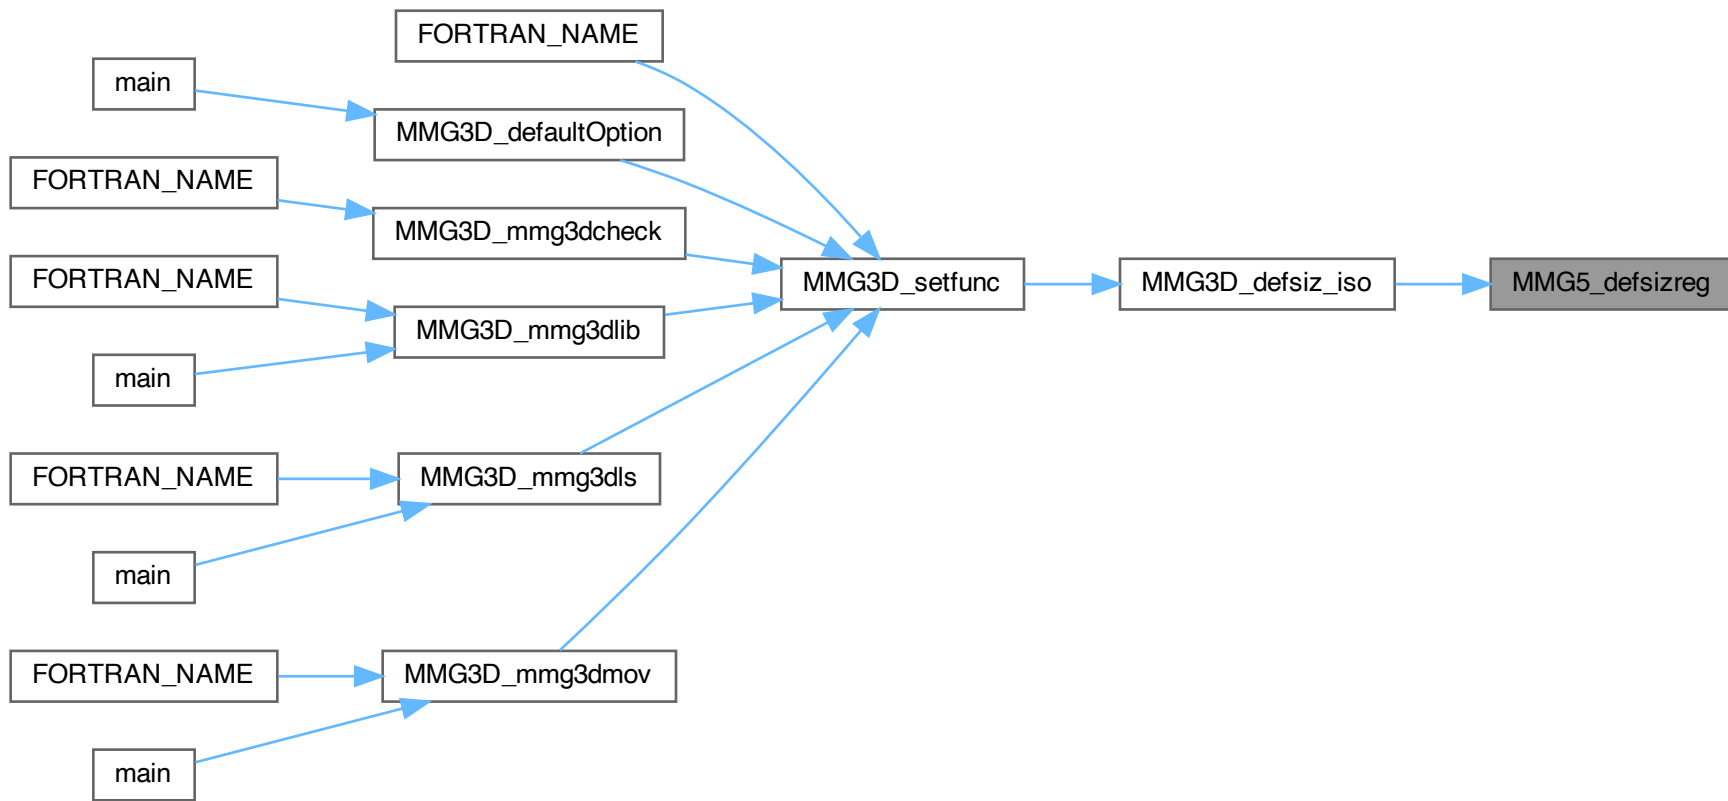 FORTRAN_NAME
main
MMG3D_defaultOption
FORTRAN_NAME
MMG3D_mmg3dcheck
FORTRAN_NAME
MMG3D_setfunc
MMG3D_defsiz_iso
MMG5_defsizreg
MMG3D_mmg3dlib
main
FORTRAN_NAME
MMG3D_mmg3dls
main
FORTRAN_NAME
MMG3D_mmg3dmov
main